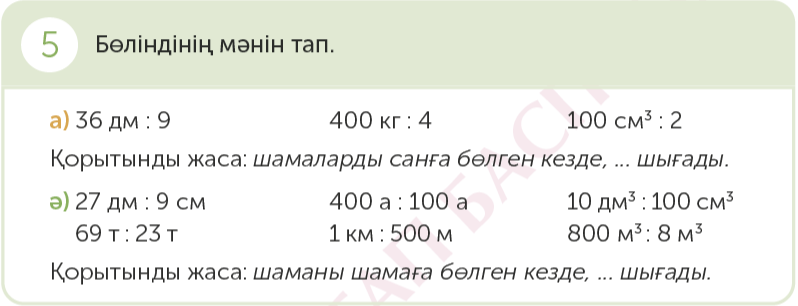 5 Бөліндінің мәнін тап.
а) 36 дм : 9 400 кг : 4 100 см³ : 2
Қорытынды жаса: шамаларды санға бөлген кезде, ... шығады.
ә) 27 дм : 9 см 400 а : 100 а 10 дм³ : 100 см³
69 т : 23 т 1 км : 500 м 800 м³ : 8 м³
Қорытынды жаса: шаманы шамаға бөлген кезде, ... шығады.